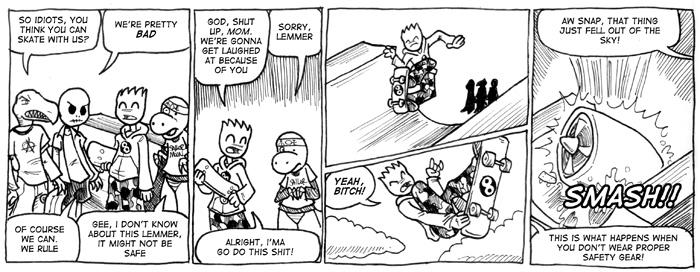 SO IDIOTS, YOU
THINK YOU CAN
SKATE WITH US?
WE'RE PRETTY
BAD
OF COURSE
WE CAN.
WE RULE
GEE, I DON'T KNOW
ABOUT THIS LEMMER,
IT MIGHT NOT BE
SAFE
GOD, SHUT
UP, MOM.
WE'RE GONNA
GET LAUGHED
AT BECAUSE
OF YOU
SORRY,
LEMMER
ALRIGHT, I'MA
GO DO THIS SHIT!
YEAH,
BITCH!
AW SNAP, THAT THING
JUST FELL OUT OF THE
SKY!
SMASH!!
THIS IS WHAT HAPPENS WHEN
YOU DON'T WEAR PROPER
SAFETY GEAR!